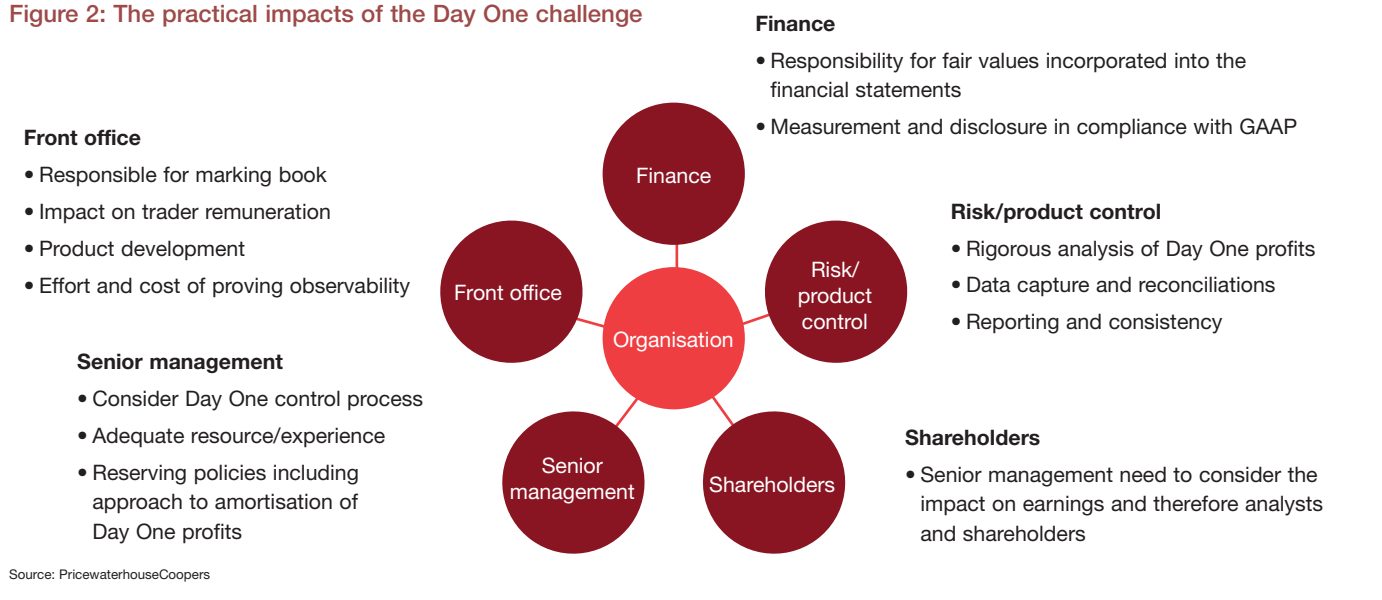 Figure 2: The practical impacts of the Day One challenge
Finance
• Responsibility for fair values incorporated into the
financial statements
• Measurement and disclosure in compliance with GAAP
Front office
• Responsible for marking book
• Impact on trader remuneration
• Product development
• Effort and cost of proving observability
Risk/product control
• Rigorous analysis of Day One profits
• Data capture and reconciliations
• Reporting and consistency
Senior management
• Consider Day One control process
• Adequate resource/experience
• Reserving policies including
approach to amortisation of
Day One profits
Shareholders
• Senior management need to consider the
impact on earnings and therefore analysts
and shareholders
Finance
Front office
Risk/
product
control
Organisation
Senior
management
Shareholders
Source: PricewaterhouseCoopers